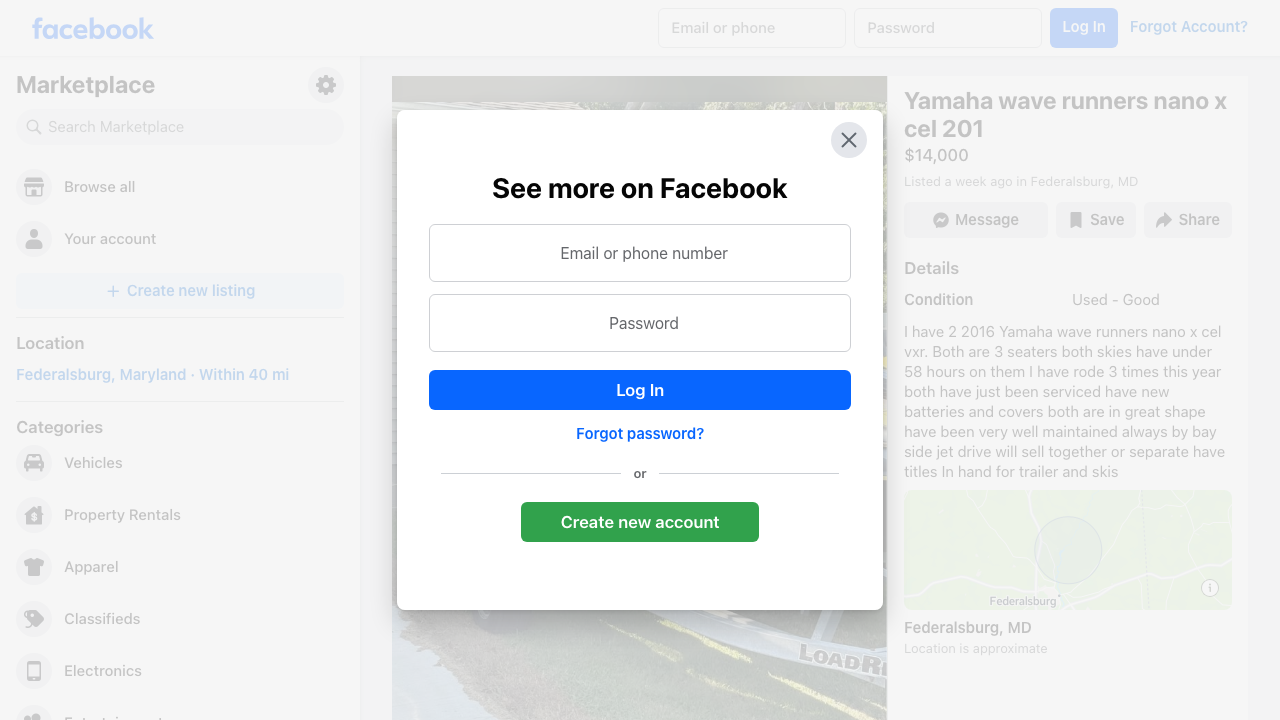 facebook
Email or phone
Password
Log In
Forgot Account?
Marketplace
Search Marketplace
Browse all
Your account
Create new listing
Location
Federalsburg, Maryland · Within 40 mi
Categories
Vehicles
Property Rentals
Apparel
Classifieds
Electronics
See more on Facebook
Email or phone number
Password
Log In
Forgot password?
or
Create new account
Yamaha wave runners nano x
cel 201
$14,000
Listed a week ago in Federalsburg, MD
Message
Save
Share
Details
Condition
Used - Good
I have 2 2016 Yamaha wave runners nano x cel
vxr. Both are 3 seaters both skies have under
58 hours on them I have rode 3 times this year
both have just been serviced have new
batteries and covers both are in great shape
have been very well maintained always by bay
side jet drive will sell together or separate have
titles In hand for trailer and skis
Federalsburg
Federalsburg, MD
Location is approximate